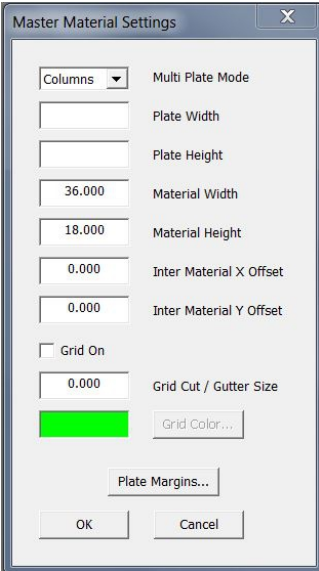 Master Material Settings
X
Columns Multi Plate Mode
Plate Width
Plate Height
36.000 Material Width
18.000 Material Height
0.000 Inter Material X Offset
0.000 Inter Material Y Offset
Grid On
0.000 Grid Cut / Gutter Size
Grid Color...
Plate Margins...
OK Cancel